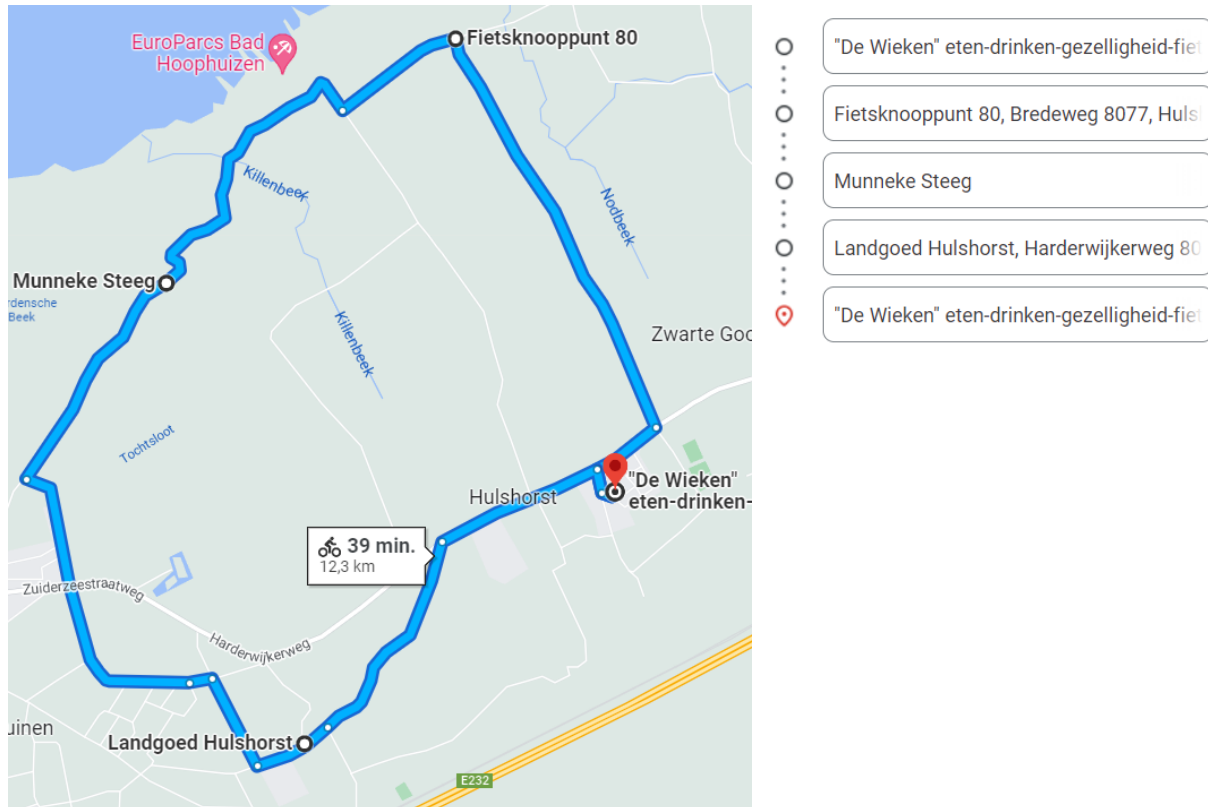 EuroParcs Bad
Hoophuizen
Fietsknooppunt 80
Killenbeek
Nodbeek
Munneke Steeg
rdensche
Beek
Killenbeek
Zwarte Goo
Tochtsloot
Hulshorst
"De Wieken"
eten-drinken-
39 min.
12,3 km
Zuiderzeestraatweg
Harderwijkerweg
uinen
Landgoed Hulshorst
E232
"De Wieken" eten-drinken-gezelligheid-fiet
Fietsknooppunt 80, Bredeweg 8077, Huls
Munneke Steeg
Landgoed Hulshorst, Harderwijkerweg 80
"De Wieken" eten-drinken-gezelligheid-fiet